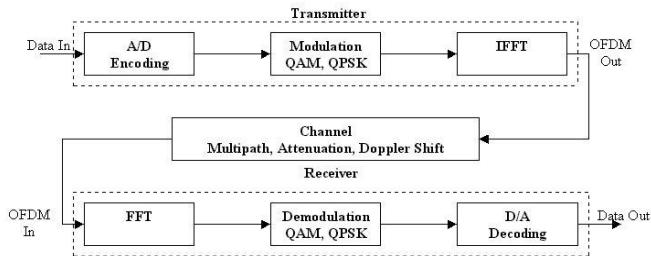 Transmitter
Data In
A/D
Encoding
Modulation
QAM, QPSK
IFFT
OFDM
Out
Channel
Multipath, Attenuation, Doppler Shift
Receiver
OFDM
In
FFT
Demodulation
QAM, QPSK
D/A
Decoding
Data Out